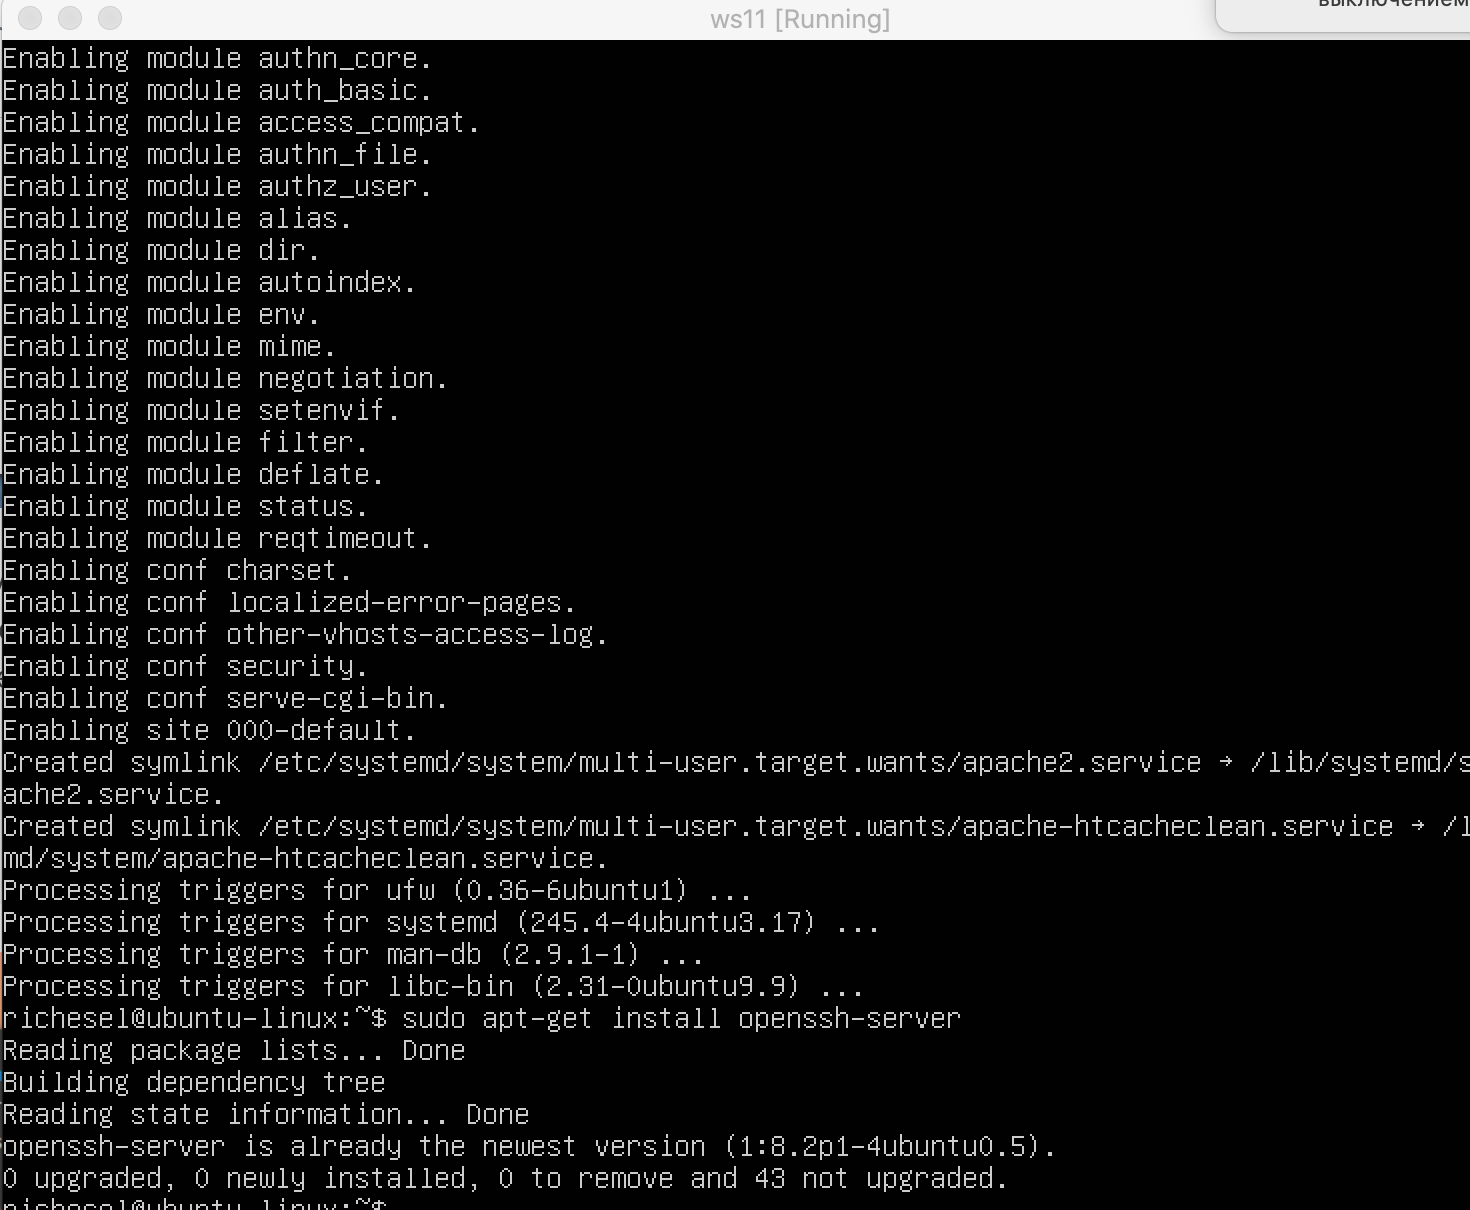 ws11 [Running]
выключением
Enabling module authn_core.
Enabling module auth_basic.
Enabling module access_compat.
Enabling module authn_file.
Enabling module authz_user.
Enabling module alias.
Enabling module dir.
Enabling module autoindex.
Enabling module env.
Enabling module mime.
Enabling module negotiation.
Enabling module setenvif.
Enabling module filter.
Enabling module deflate.
Enabling module status.
Enabling module reqtimeout.
Enabling conf charset.
Enabling conf localized-error-pages.
Enabling conf other-vhosts-access-log.
Enabling conf security.
Enabling conf serve-cgi-bin.
Enabling site 000-default.
Created symlink /etc/systemd/system/multi-user.target.wants/apache2.service → /lib/systemd/s
ache2.service.
Created symlink /etc/systemd/system/multi-user.target.wants/apache-htcacheclean.service → /l
md/system/apache-htcacheclean.service.
Processing triggers for ufw (0.36-6ubuntu1) ...
Processing triggers for systemd (245.4-4ubuntu3.17) ...
Processing triggers for man-db (2.9.1-1) ...
Processing triggers for libc-bin (2.31-0ubuntu9.9) ...
richesel@ubuntu-linux:~$ sudo apt-get install openssh-server
Reading package lists... Done
Building dependency tree
Reading state information... Done
openssh-server is already the newest version (1:8.2p1-4ubuntu0.5).
0 upgraded, 0 newly installed, 0 to remove and 43 not upgraded.
richesel@ubuntu-linux:~$